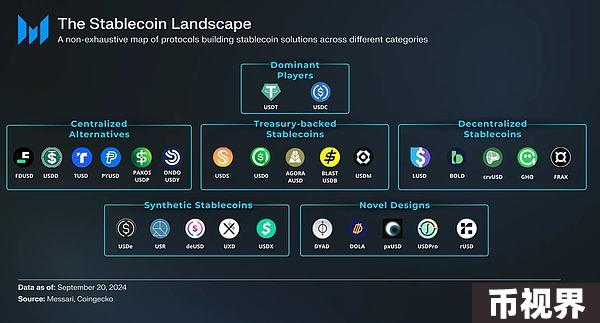 The Stablecoin Landscape
A non-exhaustive map of protocols building stablecoin solutions across different categories
Dominant
Players
USDT USDC
Centralized
Alternatives
FDUSD USDD TUSD PYUSD PAXOS USDP ONDO USDY
Treasury-backed
Stablecoins
USDS USD0 AGORA AUSD BLAST USDB USDM
Decentralized
Stablecoins
LUSD BOLD crvUSD GHO FRAX
Synthetic Stablecoins
USDe USR deUSD UXD USDX
Novel Designs
DYAD DOLA pxUSD USDPro rUSD
Data as of: September 20, 2024
Source: Messari, Coingecko
币视界